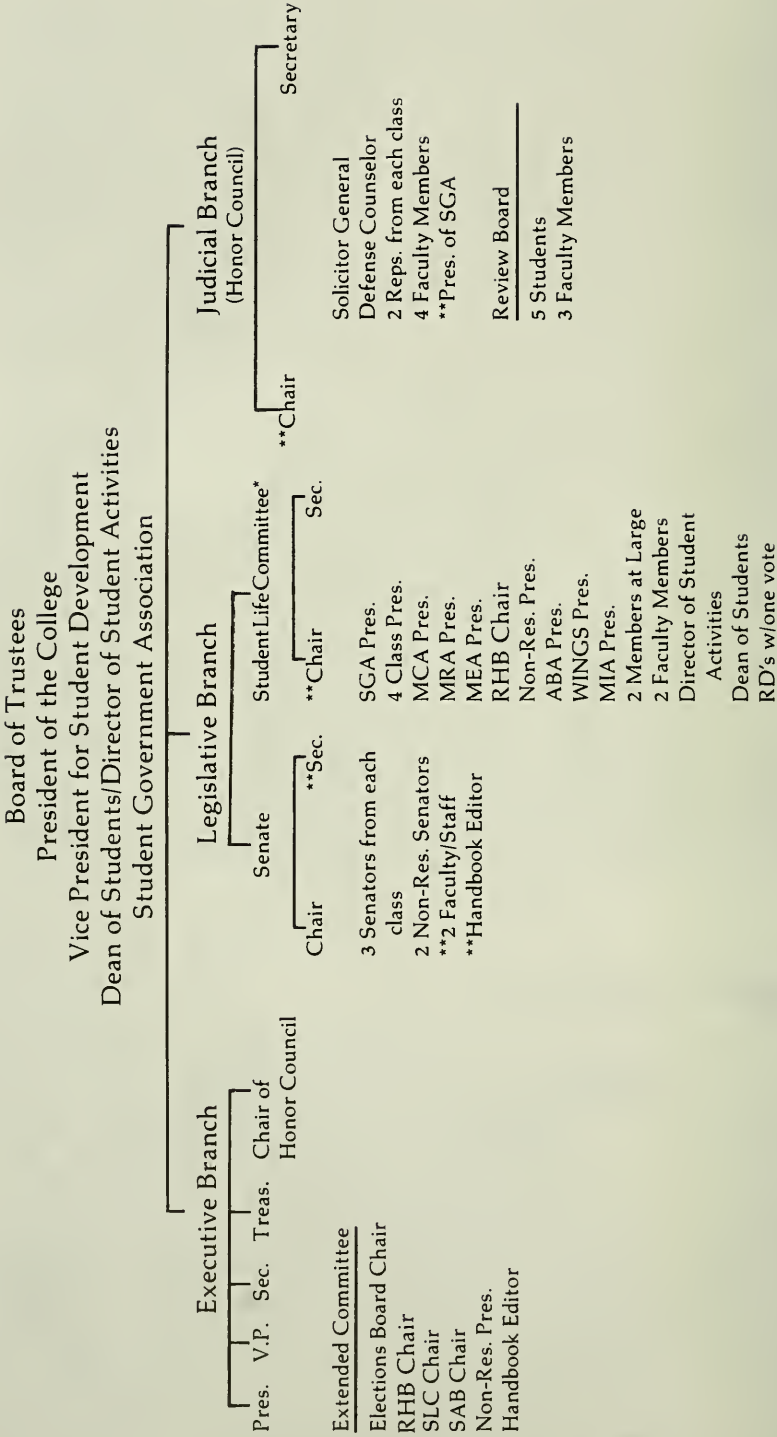 Board of Trustees
President of the College
Vice President for Student Development
Dean of Students/Director of Student Activities
Student Government Association
Executive Branch
Pres. V.P. Sec. Treas. Chair of
Honor Council
Extended Committee
Elections Board Chair
RHB Chair
SLC Chair
SAB Chair
Non-Res. Pres.
Handbook Editor
Legislative Branch
Senate
Chair **Sec.
3 Senators from each
class
2 Non-Res. Senators
**2 Faculty/Staff
**Handbook Editor
Student Life Committee*
**Chair Sec.
SGA Pres.
4 Class Pres.
MCA Pres.
MRA Pres.
MEA Pres.
RHB Chair
Non-Res. Pres.
ABA Pres.
WINGS Pres.
MIA Pres.
2 Members at Large
2 Faculty Members
Director of Student
Activities
Dean of Students
RD's w/one vote
Judicial Branch
(Honor Council)
**Chair Secretary
Solicitor General
Defense Counselor
2 Reps. from each class
4 Faculty Members
**Pres. of SGA
Review Board
5 Students
3 Faculty Members